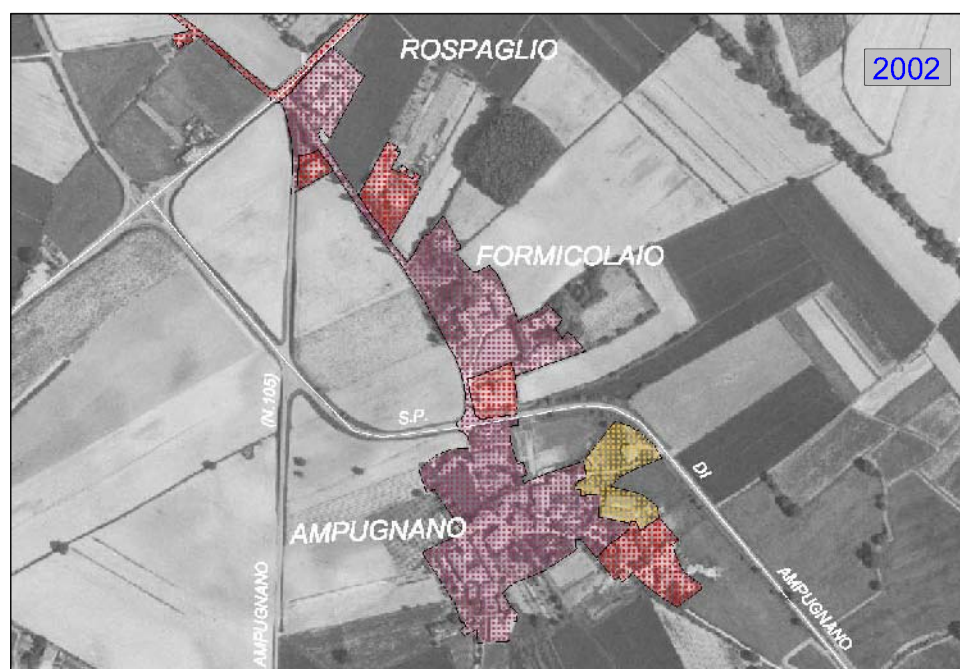 ROSPAGLIO
2002
FORMICOLAIO
(N.105)
S.P.
DI
AMPUGNANO
AMPUGNANO
AMPUGNANO